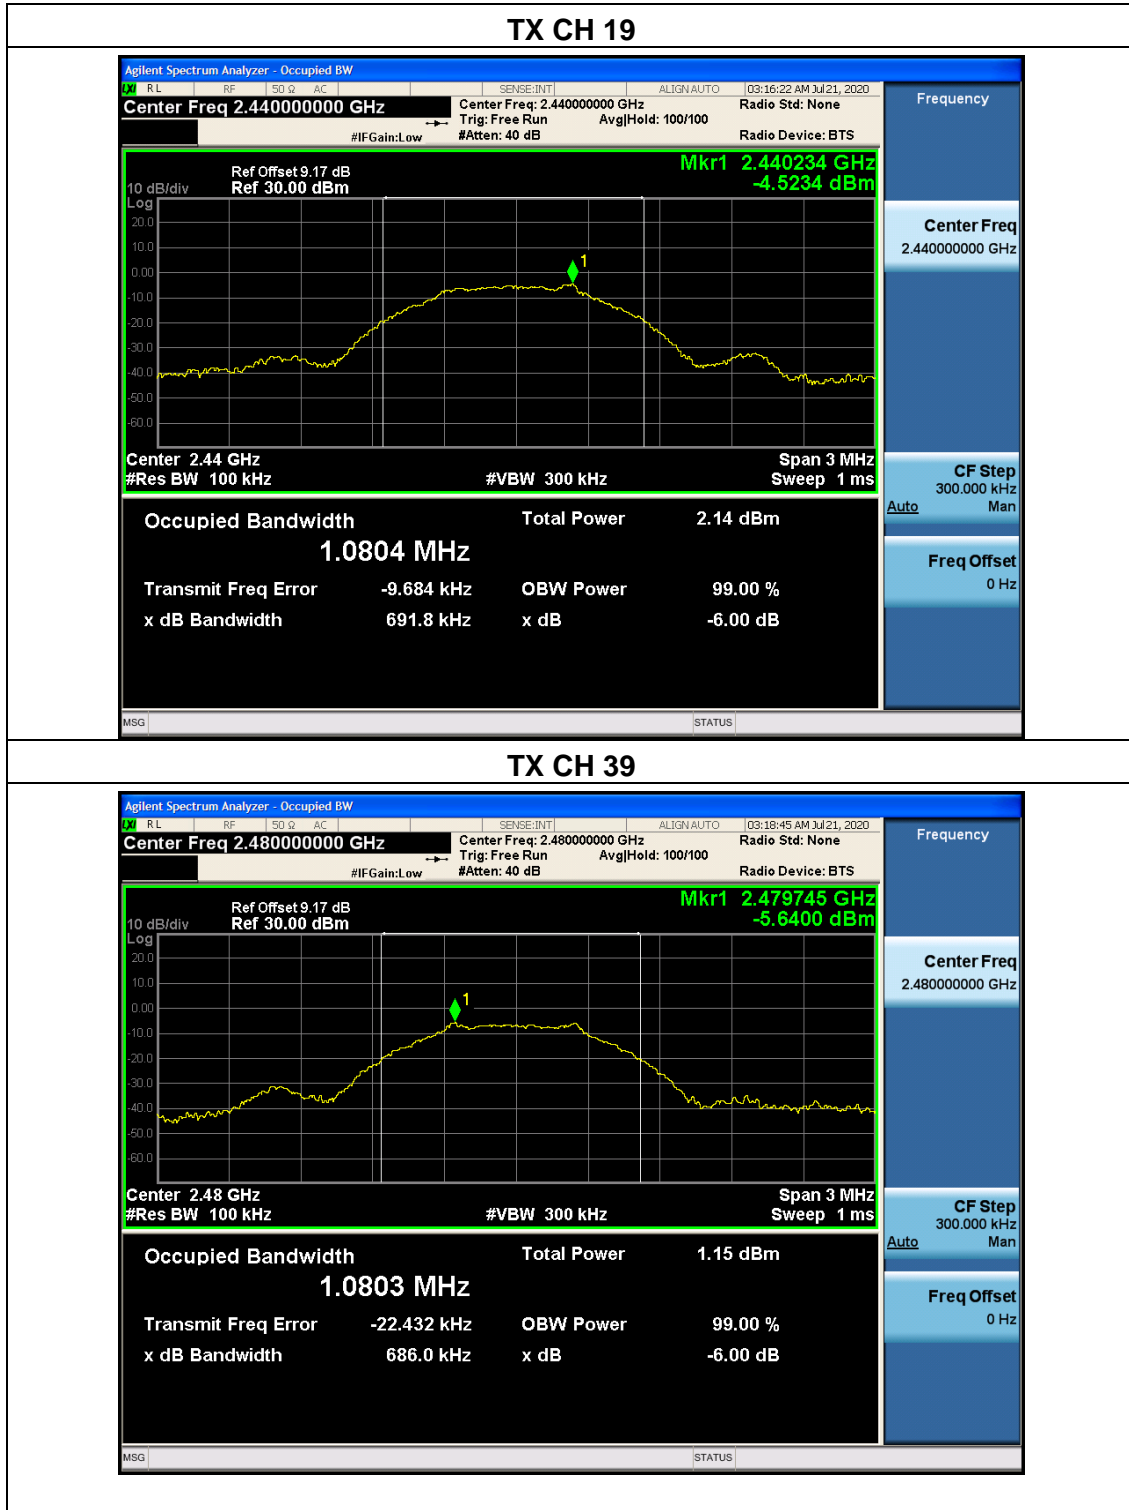 TX CH 19
Agilent Spectrum Analyzer - Occupied BW
LXI RL RF 50 Ω AC SENSE:INT ALIGN AUTO 03:16:22 AM Jul 21, 2020
Center Freq 2.440000000 GHz
Center Freq: 2.440000000 GHz Radio Std: None
Trig: Free Run Avg|Hold: 100/100
#IFGain:Low #Atten: 40 dB Radio Device: BTS
Frequency
Mkr1 2.440234 GHz
-4.5234 dBm
Ref Offset 9.17 dB
10 dB/div Ref 30.00 dBm
Log
20.0
10.0
0.00
-10.0
-20.0
-30.0
-40.0
-50.0
-60.0
1
Center 2.44 GHz Span 3 MHz
#Res BW 100 kHz #VBW 300 kHz Sweep 1 ms
Center Freq
2.440000000 GHz
CF Step
300.000 kHz
Auto Man
Freq Offset
0 Hz
Occupied Bandwidth Total Power 2.14 dBm
1.0804 MHz
Transmit Freq Error -9.684 kHz OBW Power 99.00 %
x dB Bandwidth 691.8 kHz x dB -6.00 dB
MSG STATUS
TX CH 39
Agilent Spectrum Analyzer - Occupied BW
LXI RL RF 50 Ω AC SENSE:INT ALIGN AUTO 03:18:45 AM Jul 21, 2020
Center Freq 2.480000000 GHz
Center Freq: 2.480000000 GHz Radio Std: None
Trig: Free Run Avg|Hold: 100/100
#IFGain:Low #Atten: 40 dB Radio Device: BTS
Frequency
Mkr1 2.479745 GHz
-5.6400 dBm
Ref Offset 9.17 dB
10 dB/div Ref 30.00 dBm
Log
20.0
10.0
0.00
-10.0
-20.0
-30.0
-40.0
-50.0
-60.0
1
Center 2.48 GHz Span 3 MHz
#Res BW 100 kHz #VBW 300 kHz Sweep 1 ms
Center Freq
2.480000000 GHz
CF Step
300.000 kHz
Auto Man
Freq Offset
0 Hz
Occupied Bandwidth Total Power 1.15 dBm
1.0803 MHz
Transmit Freq Error -22.432 kHz OBW Power 99.00 %
x dB Bandwidth 686.0 kHz x dB -6.00 dB
MSG STATUS